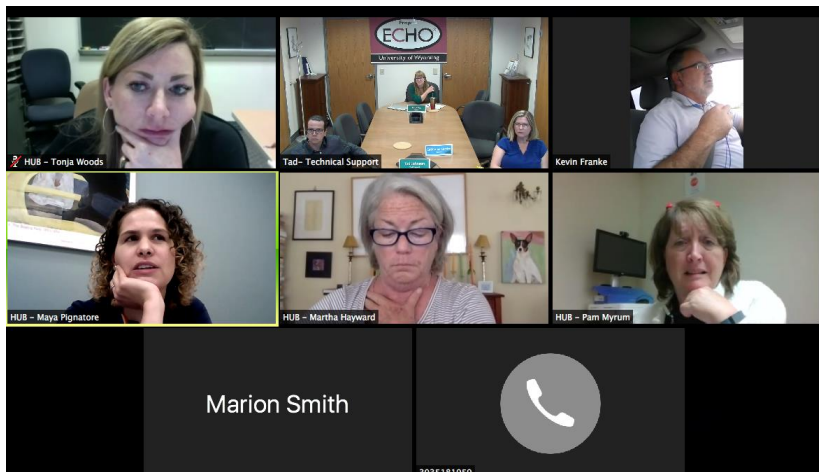 Project
ECHO
University of Wyoming
HUB – Tonja Woods
Tad– Technical Support
Kevin Franke
HUB – Maya Pignatore
HUB – Martha Hayward
HUB – Pam Myrum
Marion Smith